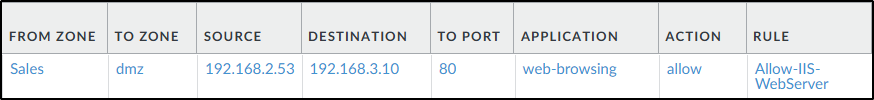 FROM ZONE TO ZONE SOURCE DESTINATION TO PORT APPLICATION ACTION RULE
Sales dmz 192.168.2.53 192.168.3.10 80 web-browsing allow Allow-IIS-
WebServer